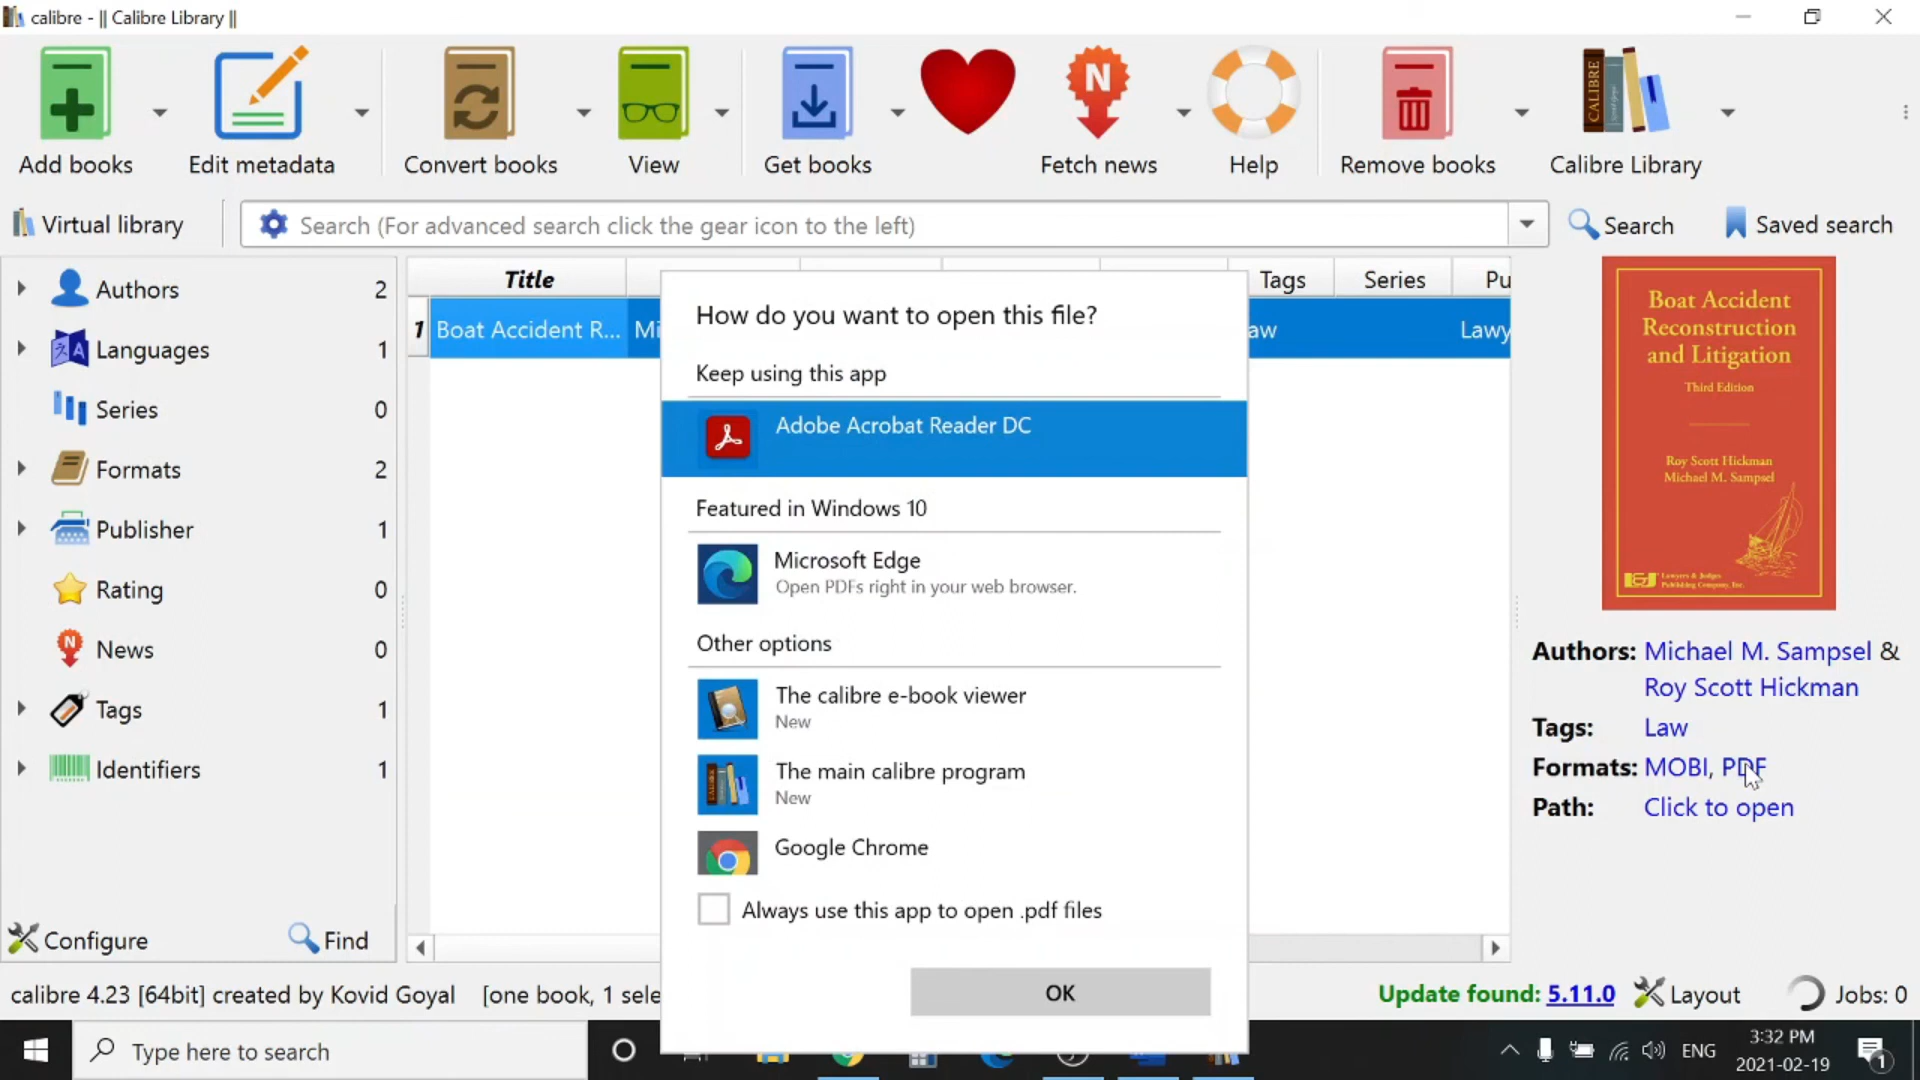 calibre - || Calibre Library ||
Add books
Edit metadata
Convert books
View
Get books
Fetch news
Help
Remove books
Calibre Library
CALIBRE
N
Virtual library
Search (For advanced search click the gear icon to the left)
Search
Saved search
Authors 2
Languages 1
Series 0
Formats 2
Publisher 1
Rating 0
News 0
Tags 1
Identifiers 1
Configure
Find
Title
Tags
Series
Pu
1 Boat Accident R... Mi
aw
Lawy
How do you want to open this file?
Keep using this app
Adobe Acrobat Reader DC
Featured in Windows 10
Microsoft Edge
Open PDFs right in your web browser.
Other options
The calibre e-book viewer
New
The main calibre program
New
Google Chrome
Always use this app to open .pdf files
OK
Boat Accident
Reconstruction
and Litigation
Third Edition
Roy Scott Hickman
Michael M. Sampsel
Lawyers & Judges
Publishing Company, Inc.
Authors: Michael M. Sampsel &
Roy Scott Hickman
Tags: Law
Formats: MOBI, PDF
Path: Click to open
calibre 4.23 [64bit] created by Kovid Goyal [one book, 1 sele
Update found: 5.11.0
Layout
Jobs: 0
Type here to search
ENG
3:32 PM
2021-02-19
1